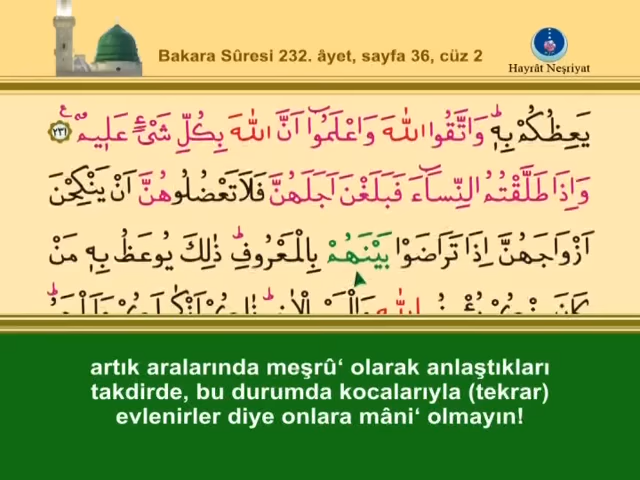 Bakara Sûresi 232. âyet, sayfa 36, cüz 2
Hayrât Neşriyat
يَعِظُكُمْ بِهٖۜ وَاتَّقُوا اللّٰهَ وَاعْلَمُٓوا اَنَّ اللّٰهَ بِكُلِّ شَيْءٍ عَلٖيمٌ ﴿٢٣١﴾
وَاِذَا طَلَّقْتُمُ النِّسَٓاءَ فَبَلَغْنَ اَجَلَهُنَّ فَلَا تَعْضُلُوهُنَّ اَنْ يَنْكِحْنَ
اَزْوَاجَهُنَّ اِذَا تَرَاضَوْا بَيْنَهُمْ بِالْمَعْرُوفِۜ ذٰلِكَ يُوعَظُ بِهٖ مَنْ
artık aralarında meşrû‘ olarak anlaştıkları
takdirde, bu durumda kocalarıyla (tekrar)
evlenirler diye onlara mâni‘ olmayın!